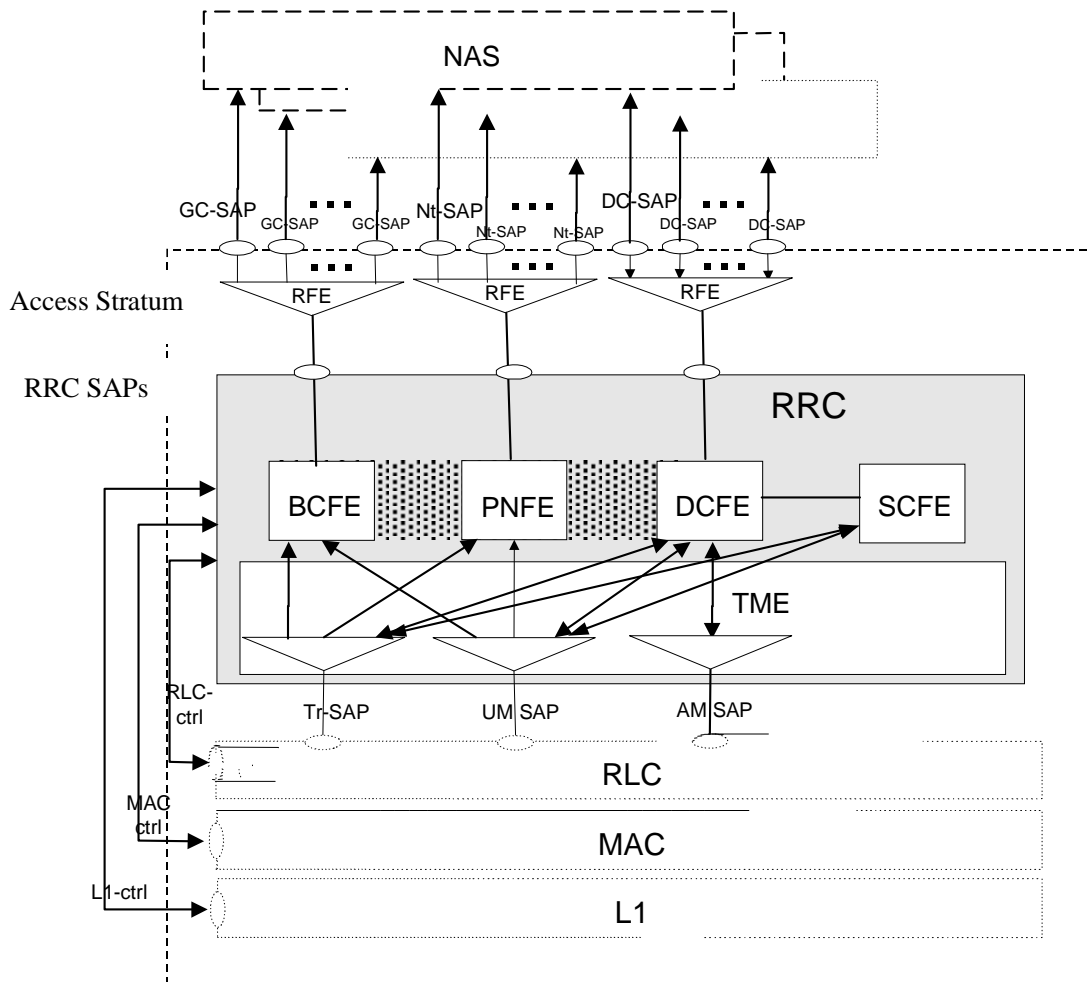 NAS
GC-SAP
GC-SAP
GC-SAP
Nt-SAP
Nt-SAP
Nt-SAP
DC-SAP
DC-SAP
DC-SAP
RFE
RFE
RFE
Access Stratum
RRC SAPs
RRC
BCFE
PNFE
DCFE
SCFE
TME
RLC-
ctrl
Tr-SAP
UM SAP
AM SAP
RLC
MAC
ctrl
MAC
L1-ctrl
L1